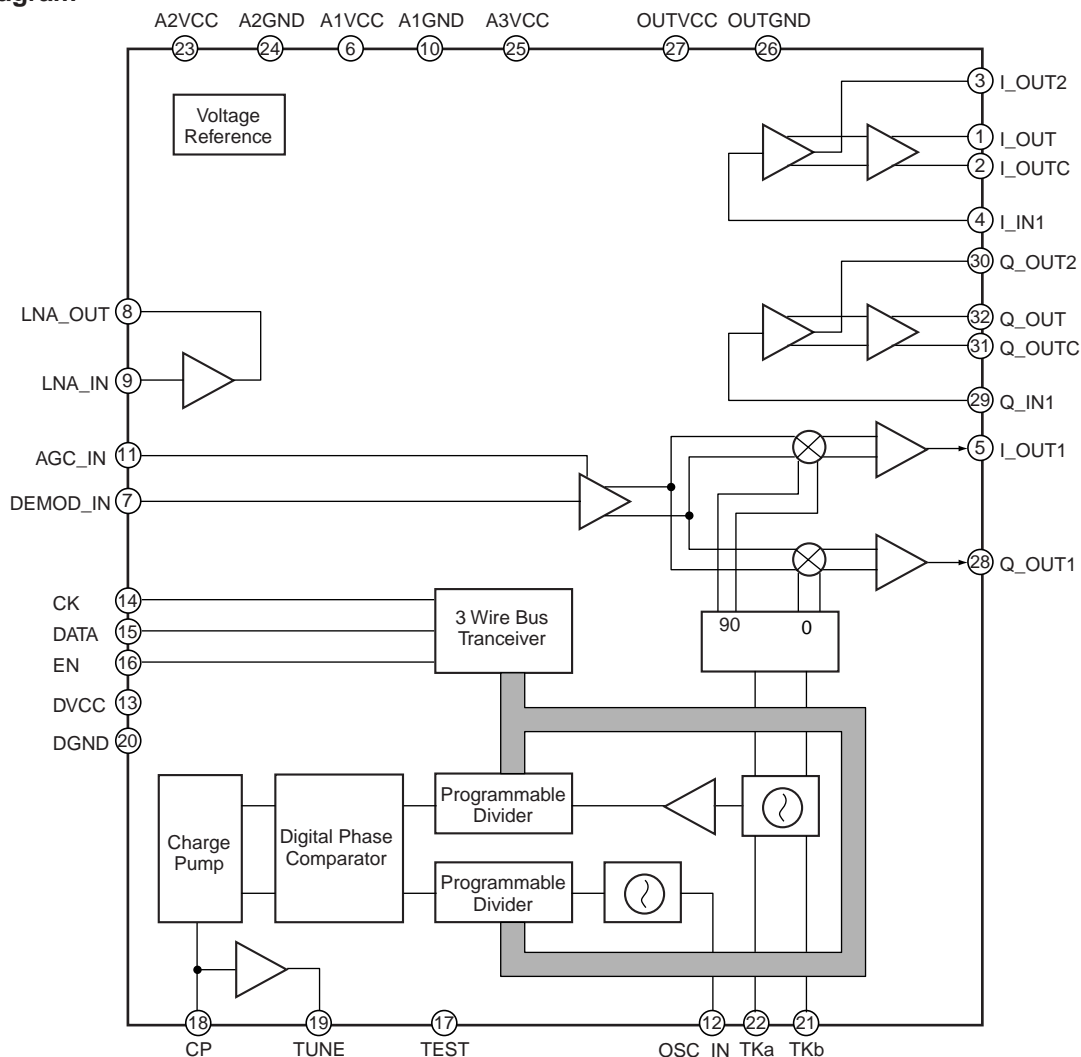 agram
A2VCC A2GND A1VCC A1GND A3VCC OUTVCC OUTGND
23 24 6 10 25 27 26
Voltage
Reference
3 I_OUT2
1 I_OUT
2 I_OUTC
4 I_IN1
30 Q_OUT2
LNA_OUT 8
32 Q_OUT
31 Q_OUTC
LNA_IN 9
29 Q_IN1
AGC_IN 11
5 I_OUT1
DEMOD_IN 7
28 Q_OUT1
CK 14
3 Wire Bus
Tranceiver
DATA 15
EN 16
90 0
DVCC 13
DGND 20
Charge
Pump
Digital Phase
Comparator
Programmable
Divider
Programmable
Divider
18 19 17 12 22 21
CP TUNE TEST OSC IN TKa TKb